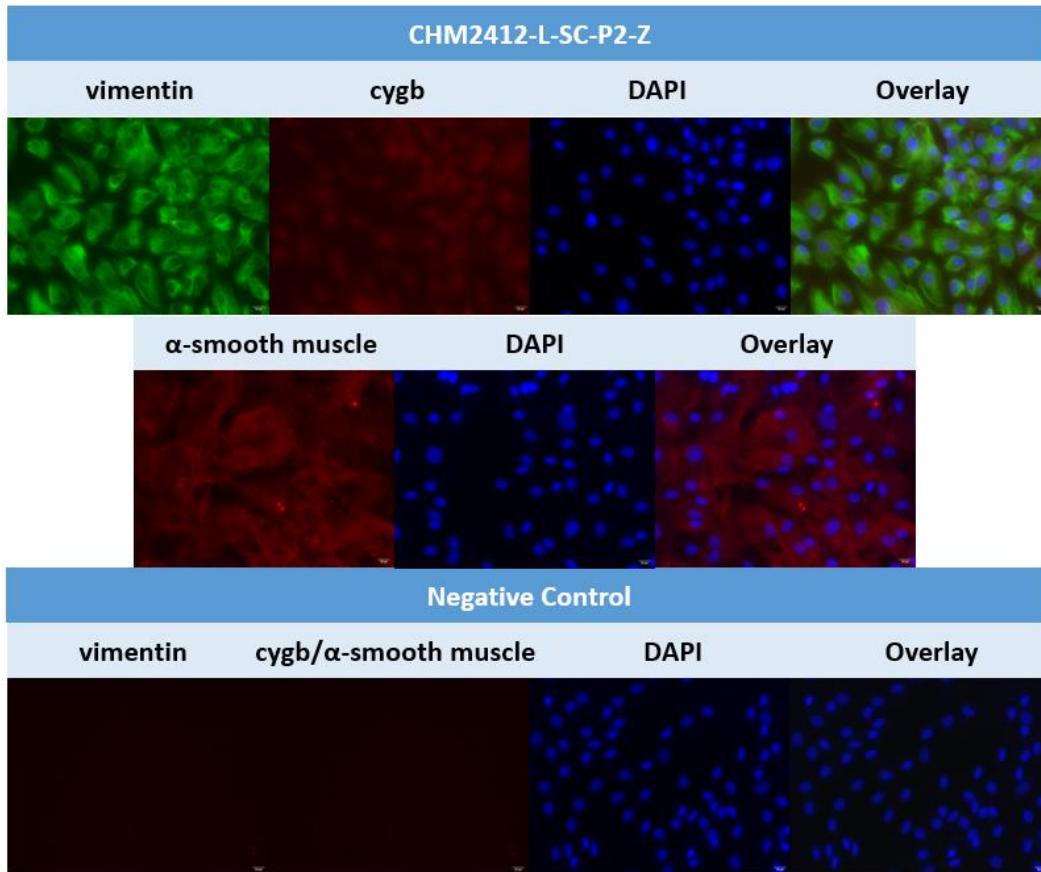 CHM2412-L-SC-P2-Z
vimentin cygb DAPI Overlay
α-smooth muscle DAPI Overlay
Negative Control
vimentin cygb/α-smooth muscle DAPI Overlay